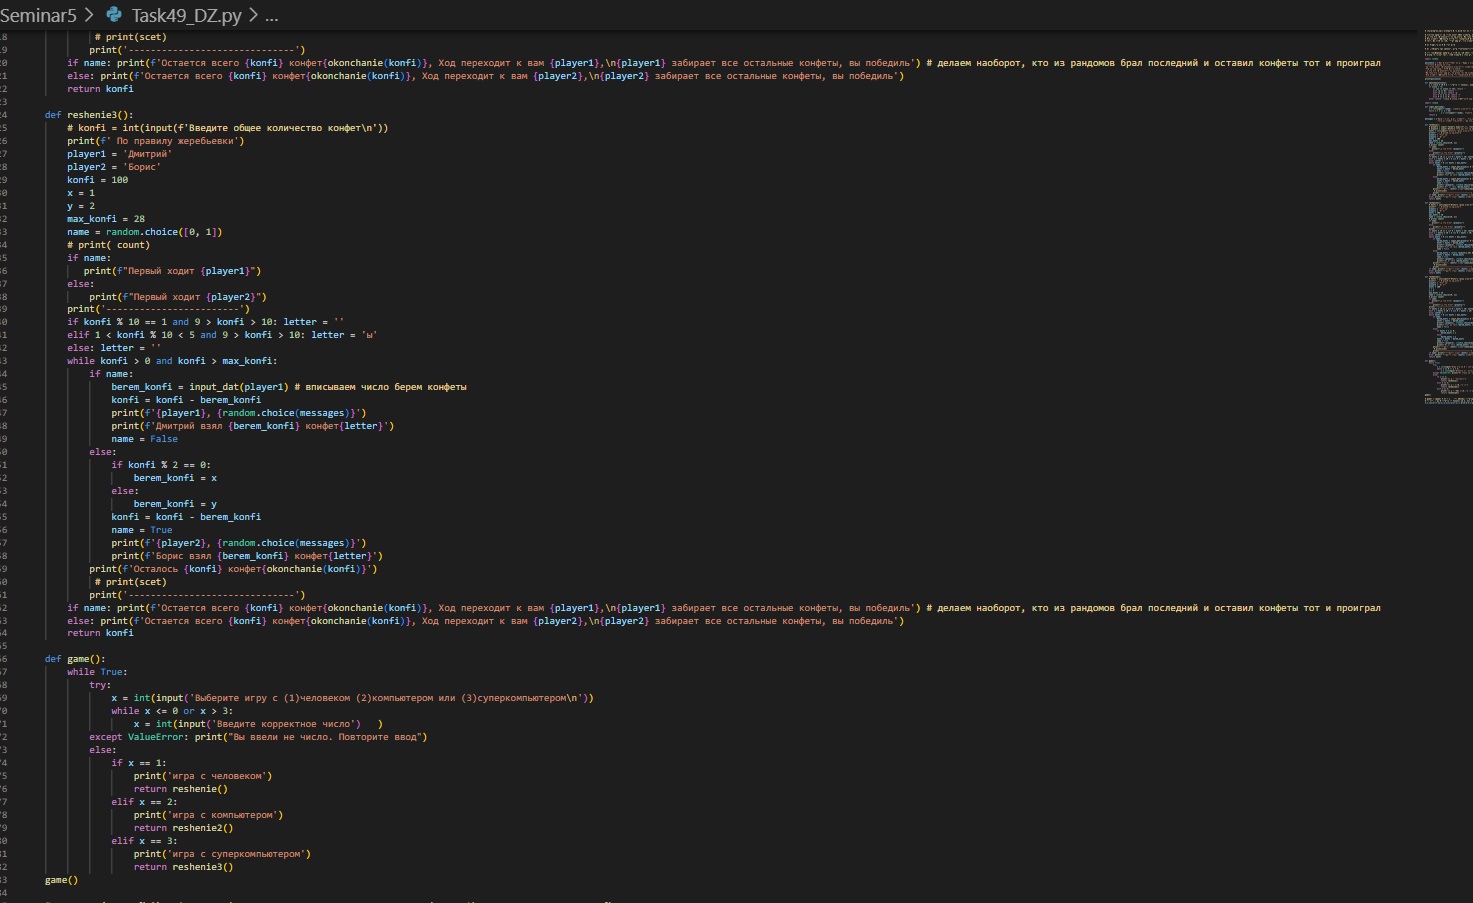 Seminar5 > Task49_DZ.py > ...
18 # print(scet)
19 print('------------------------------')
20 if name: print(f'Остается всего {konfi} конфет{okonchanie(konfi)}, Ход переходит к вам {player1},\n{player1} забирает все остальные конфеты, вы победиль') # делаем наоборот, кто из рандомов брал последний и оставил конфеты тот и проиграл
21 else: print(f'Остается всего {konfi} конфет{okonchanie(konfi)}, Ход переходит к вам {player2},\n{player2} забирает все остальные конфеты, вы победиль')
22 return konfi
23
24 def reshenie3():
25 # konfi = int(input(f'Введите общее количество конфет\n'))
26 print(f' По правилу жеребьевки')
27 player1 = 'Дмитрий'
28 player2 = 'Борис'
29 konfi = 100
30 x = 1
31 y = 2
32 max_konfi = 28
33 name = random.choice([0, 1])
34 # print( count)
35 if name:
36 print(f"Первый ходит {player1}")
37 else:
38 print(f"Первый ходит {player2}")
39 print('------------------------')
40 if konfi % 10 == 1 and 9 > konfi > 10: letter = ''
41 elif 1 < konfi % 10 < 5 and 9 > konfi > 10: letter = 'ы'
42 else: letter = ''
43 while konfi > 0 and konfi > max_konfi:
44 if name:
45 berem_konfi = input_dat(player1) # вписываем число берем конфеты
46 konfi = konfi - berem_konfi
47 print(f'{player1}, {random.choice(messages)}')
48 print(f'Дмитрий взял {berem_konfi} конфет{letter}')
49 name = False
50 else:
51 if konfi % 2 == 0:
52 berem_konfi = x
53 else:
54 berem_konfi = y
55 konfi = konfi - berem_konfi
56 name = True
57 print(f'{player2}, {random.choice(messages)}')
58 print(f'Борис взял {berem_konfi} конфет{letter}')
59 print(f'Осталось {konfi} конфет{okonchanie(konfi)}')
60 # print(scet)
61 print('------------------------------')
62 if name: print(f'Остается всего {konfi} конфет{okonchanie(konfi)}, Ход переходит к вам {player1},\n{player1} забирает все остальные конфеты, вы победиль') # делаем наоборот, кто из рандомов брал последний и оставил конфеты тот и проиграл
63 else: print(f'Остается всего {konfi} конфет{okonchanie(konfi)}, Ход переходит к вам {player2},\n{player2} забирает все остальные конфеты, вы победиль')
64 return konfi
65
66 def game():
67 while True:
68 try:
69 x = int(input('Выберите игру с (1)человеком (2)компьютером или (3)суперкомпьютером\n'))
70 while x <= 0 or x > 3:
71 x = int(input('Введите корректное число') )
72 except ValueError: print("Вы ввели не число. Повторите ввод")
73 else:
74 if x == 1:
75 print('игра с человеком')
76 return reshenie()
77 elif x == 2:
78 print('игра с компьютером')
79 return reshenie2()
80 elif x == 3:
81 print('игра с суперкомпьютером')
82 return reshenie3()
83 game()
84